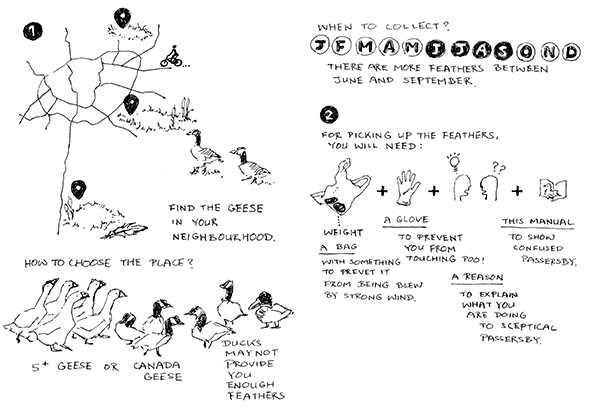 1
FIND THE GEESE
IN YOUR
NEIGHBOURHOOD.
HOW TO CHOOSE THE PLACE?
5+ GEESE OR CANADA
GEESE
DUCKS
MAY NOT
PROVIDE
YOU
ENOUGH
FEATHERS
WHEN TO COLLECT?
J F M A M J J A S O N D
THERE ARE MORE FEATHERS BETWEEN
JUNE AND SEPTEMBER.
2
FOR PICKING UP THE FEATHERS,
YOU WILL NEED:
??
+ + +
WEIGHT
A BAG
WITH SOMETHING
TO PREVET IT
FROM BEING BLEW
BY STRONG WIND.
A GLOVE
TO PREVENT
YOU FROM
TOUCHING POO!
A REASON
TO EXPLAIN
WHAT YOU
ARE DOING
TO SCEPTICAL
PASSERSBY.
THIS MANUAL
TO SHOW
CONFUSED
PASSERSBY.